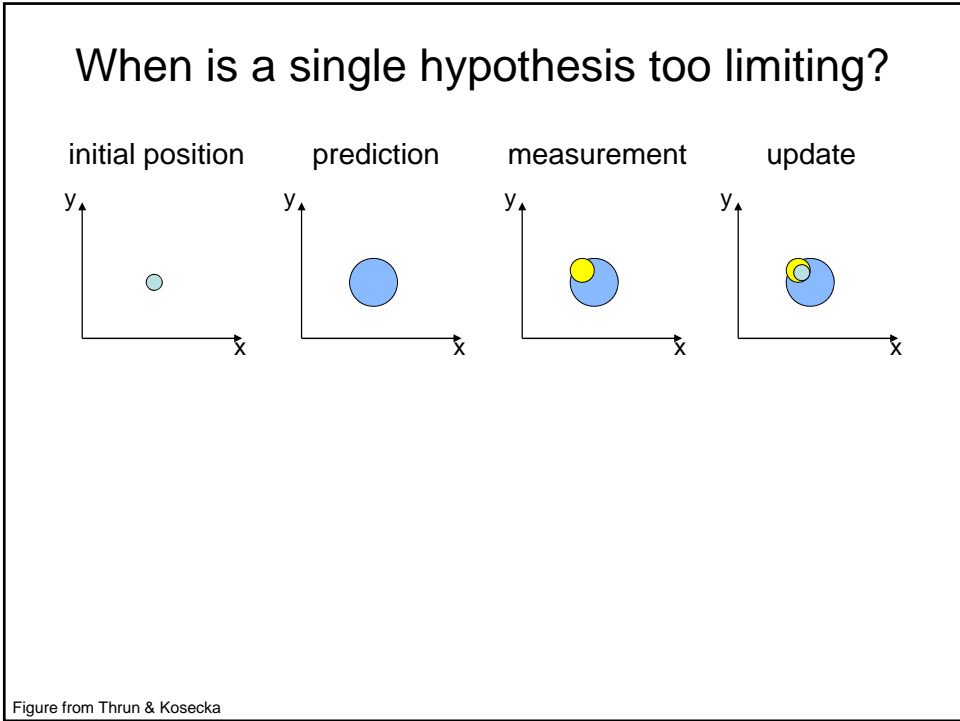 When is a single hypothesis too limiting?
initial position prediction measurement update
y y y y
x x x x
Figure from Thrun & Kosecka